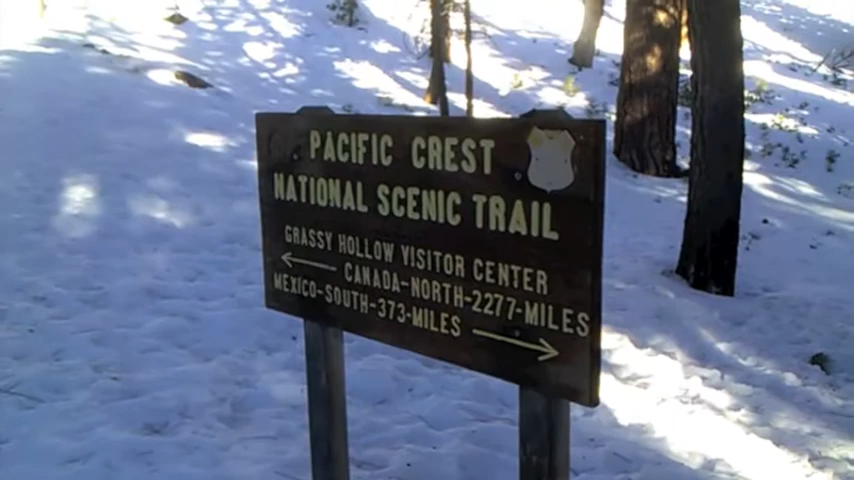 PACIFIC CREST
NATIONAL SCENIC TRAIL
GRASSY HOLLOW VISITOR CENTER
CANADA-NORTH-2277-MILES
MEXICO-SOUTH-373-MILES